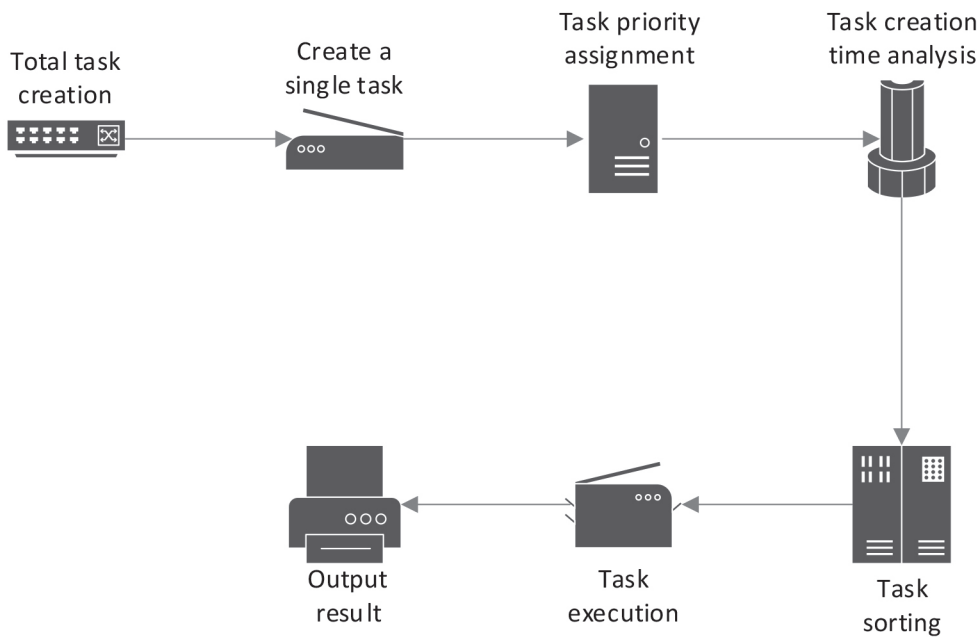 Total task
creation
Create a
single task
Task priority
assignment
Task creation
time analysis
Output
result
Task
execution
Task
sorting